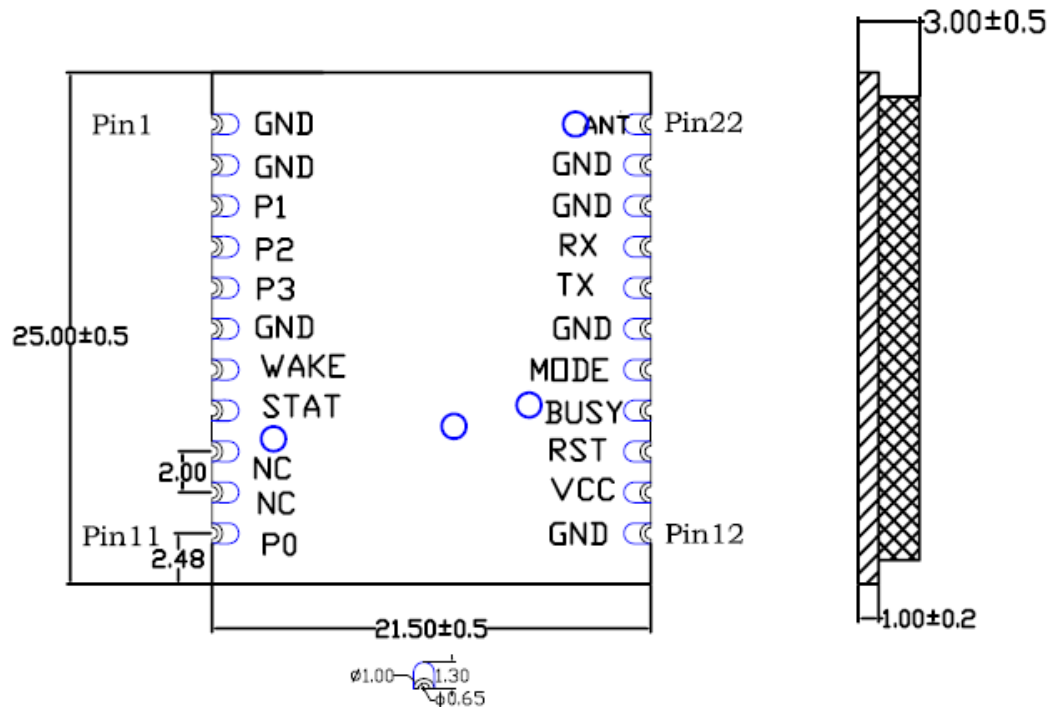 3.00±0.5
Pin1 GND ANT Pin22
GND GND
P1 GND
P2 RX
P3 TX
25.00±0.5 GND GND
WAKE MODE
STAT BUSY
NC RST
2.00
NC VCC
Pin11 P0 GND Pin12
2.48
21.50±0.5
1.00±0.2
ø1.00 1.30
ϕ0.65